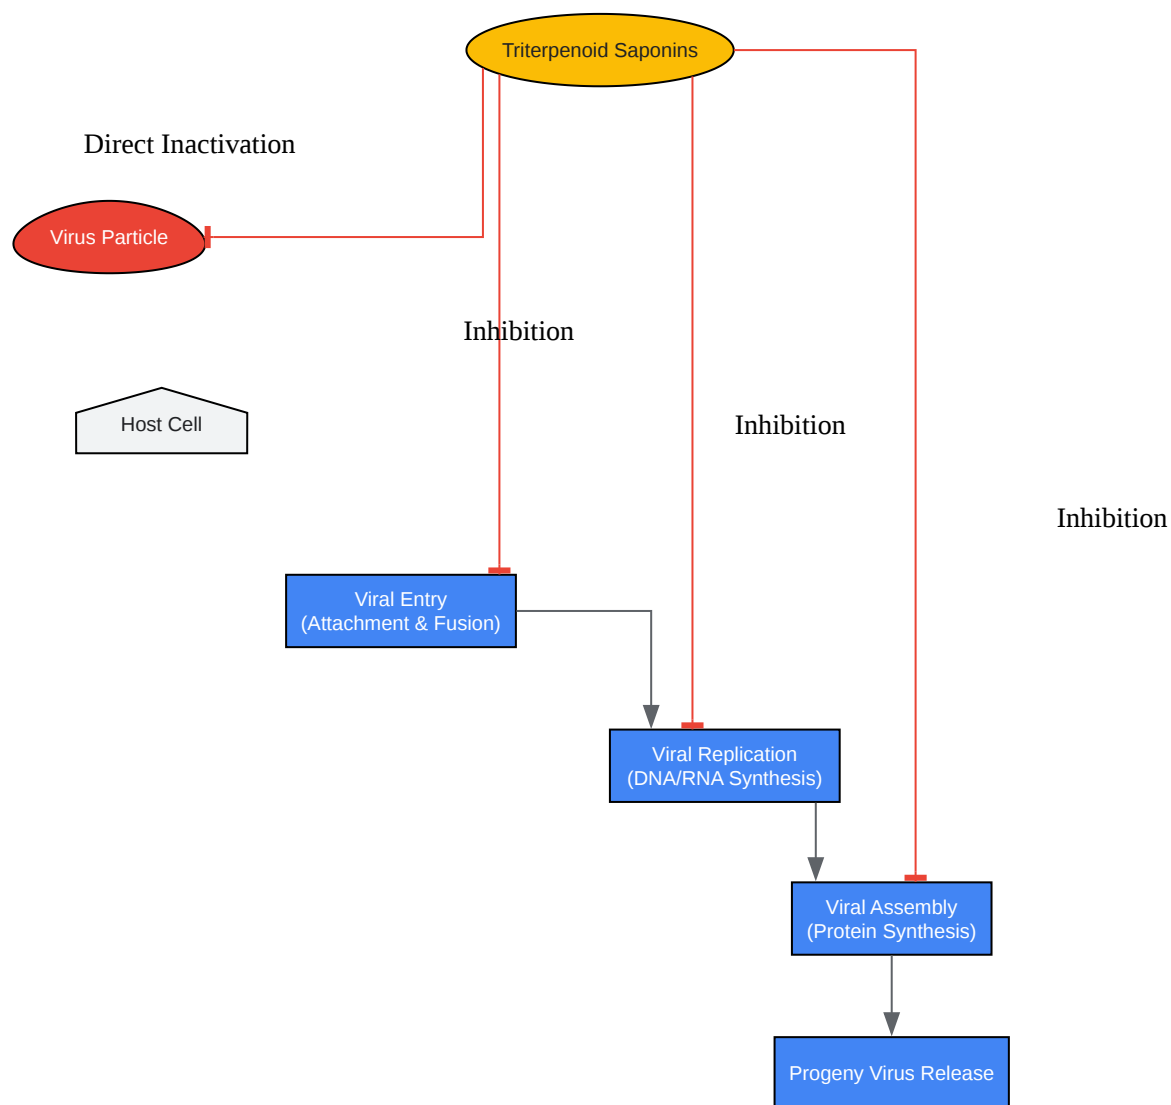 Triterpenoid Saponins
Direct Inactivation
Virus Particle
Inhibition
Host Cell
Inhibition
Inhibition
Viral Entry
(Attachment & Fusion)
Viral Replication
(DNA/RNA Synthesis)
Viral Assembly
(Protein Synthesis)
Progeny Virus Release